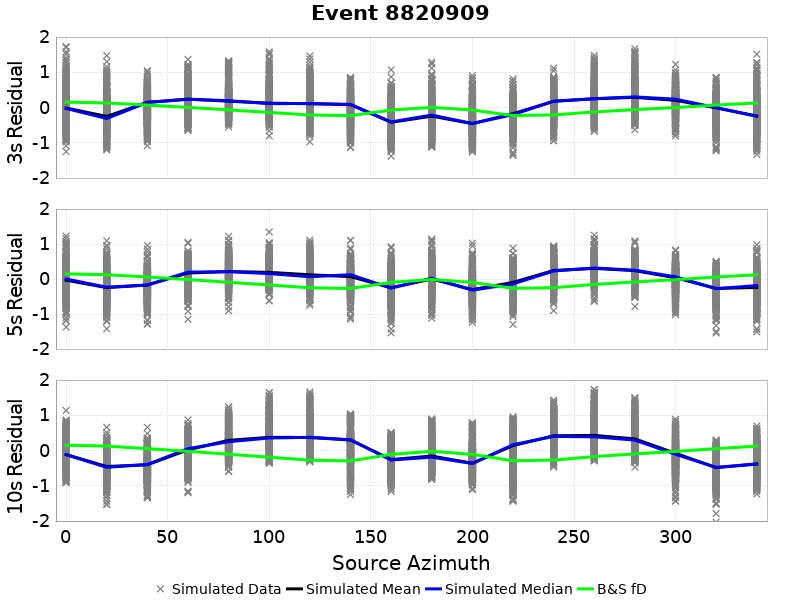 Event 8820909
3s Residual
2
1
0
-1
-2
5s Residual
2
1
0
-1
-2
10s Residual
2
1
0
-1
-2
0 50 100 150 200 250 300
Source Azimuth
Simulated Data Simulated Mean Simulated Median B&S fD